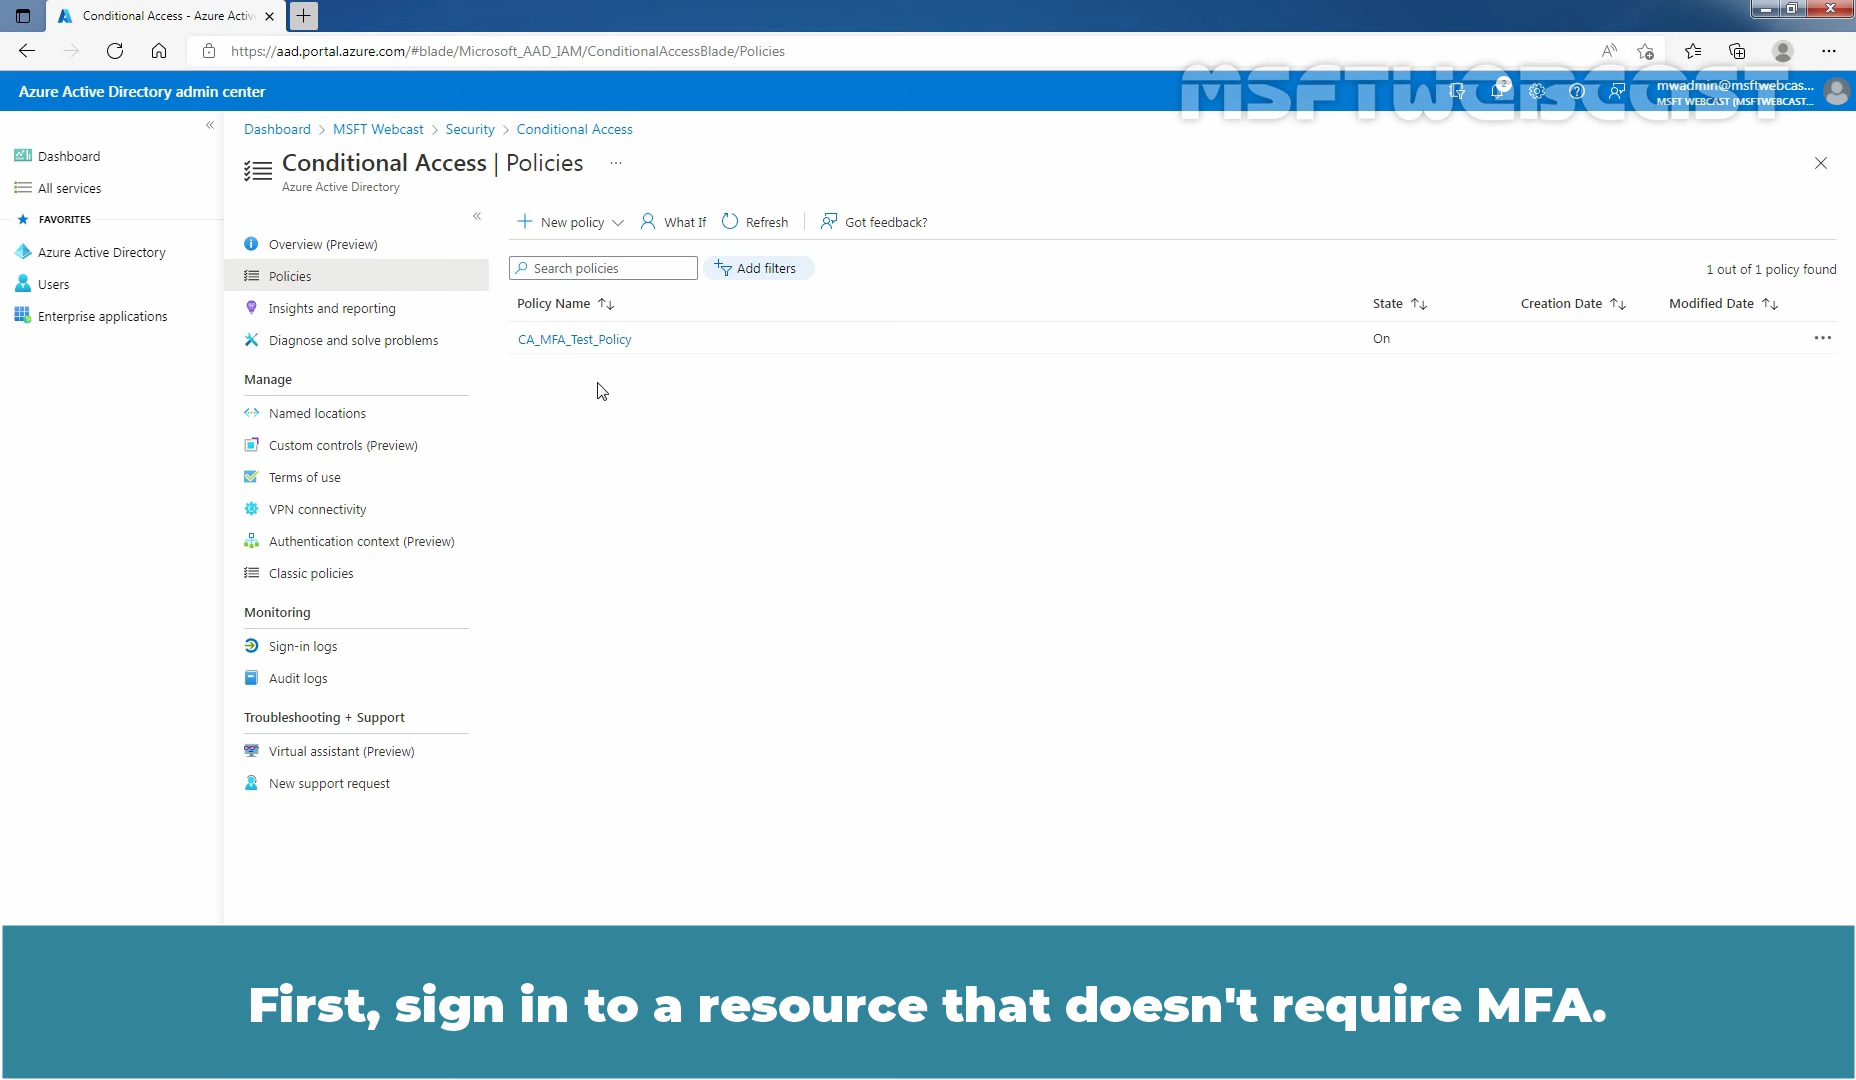 Conditional Access - Azure Activ
https://aad.portal.azure.com/#blade/Microsoft_AAD_IAM/ConditionalAccessBlade/Policies
Azure Active Directory admin center
MSFTWEBCAST
2
mwadmin@msftwebcas...
MSFT WEBCAST (MSFTWEBCAST....
Dashboard
All services
FAVORITES
Azure Active Directory
Users
Enterprise applications
Dashboard > MSFT Webcast > Security > Conditional Access
Conditional Access | Policies ...
Azure Active Directory
Overview (Preview)
Policies
Insights and reporting
Diagnose and solve problems
Manage
Named locations
Custom controls (Preview)
Terms of use
VPN connectivity
Authentication context (Preview)
Classic policies
Monitoring
Sign-in logs
Audit logs
Troubleshooting + Support
Virtual assistant (Preview)
New support request
New policy What If Refresh Got feedback?
Search policies Add filters
1 out of 1 policy found
Policy Name State Creation Date Modified Date
CA_MFA_Test_Policy On
First, sign in to a resource that doesn't require MFA.